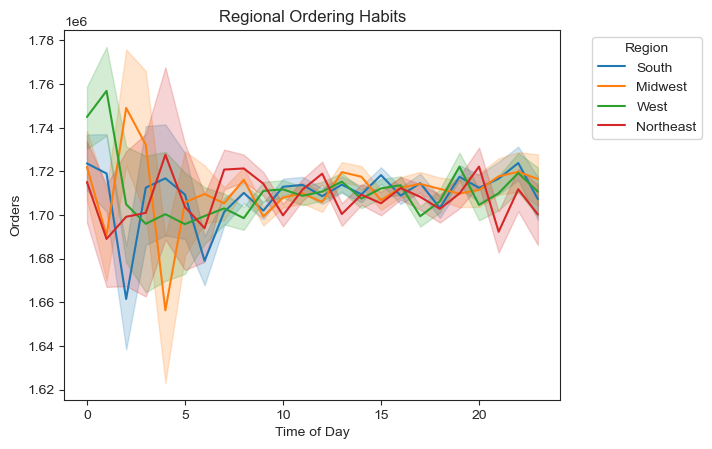 Regional Ordering Habits
1e6
1.78
1.76
1.74
1.72
1.70
1.68
1.66
1.64
1.62
Orders
0
5
10
15
20
Time of Day
Region
South
Midwest
West
Northeast